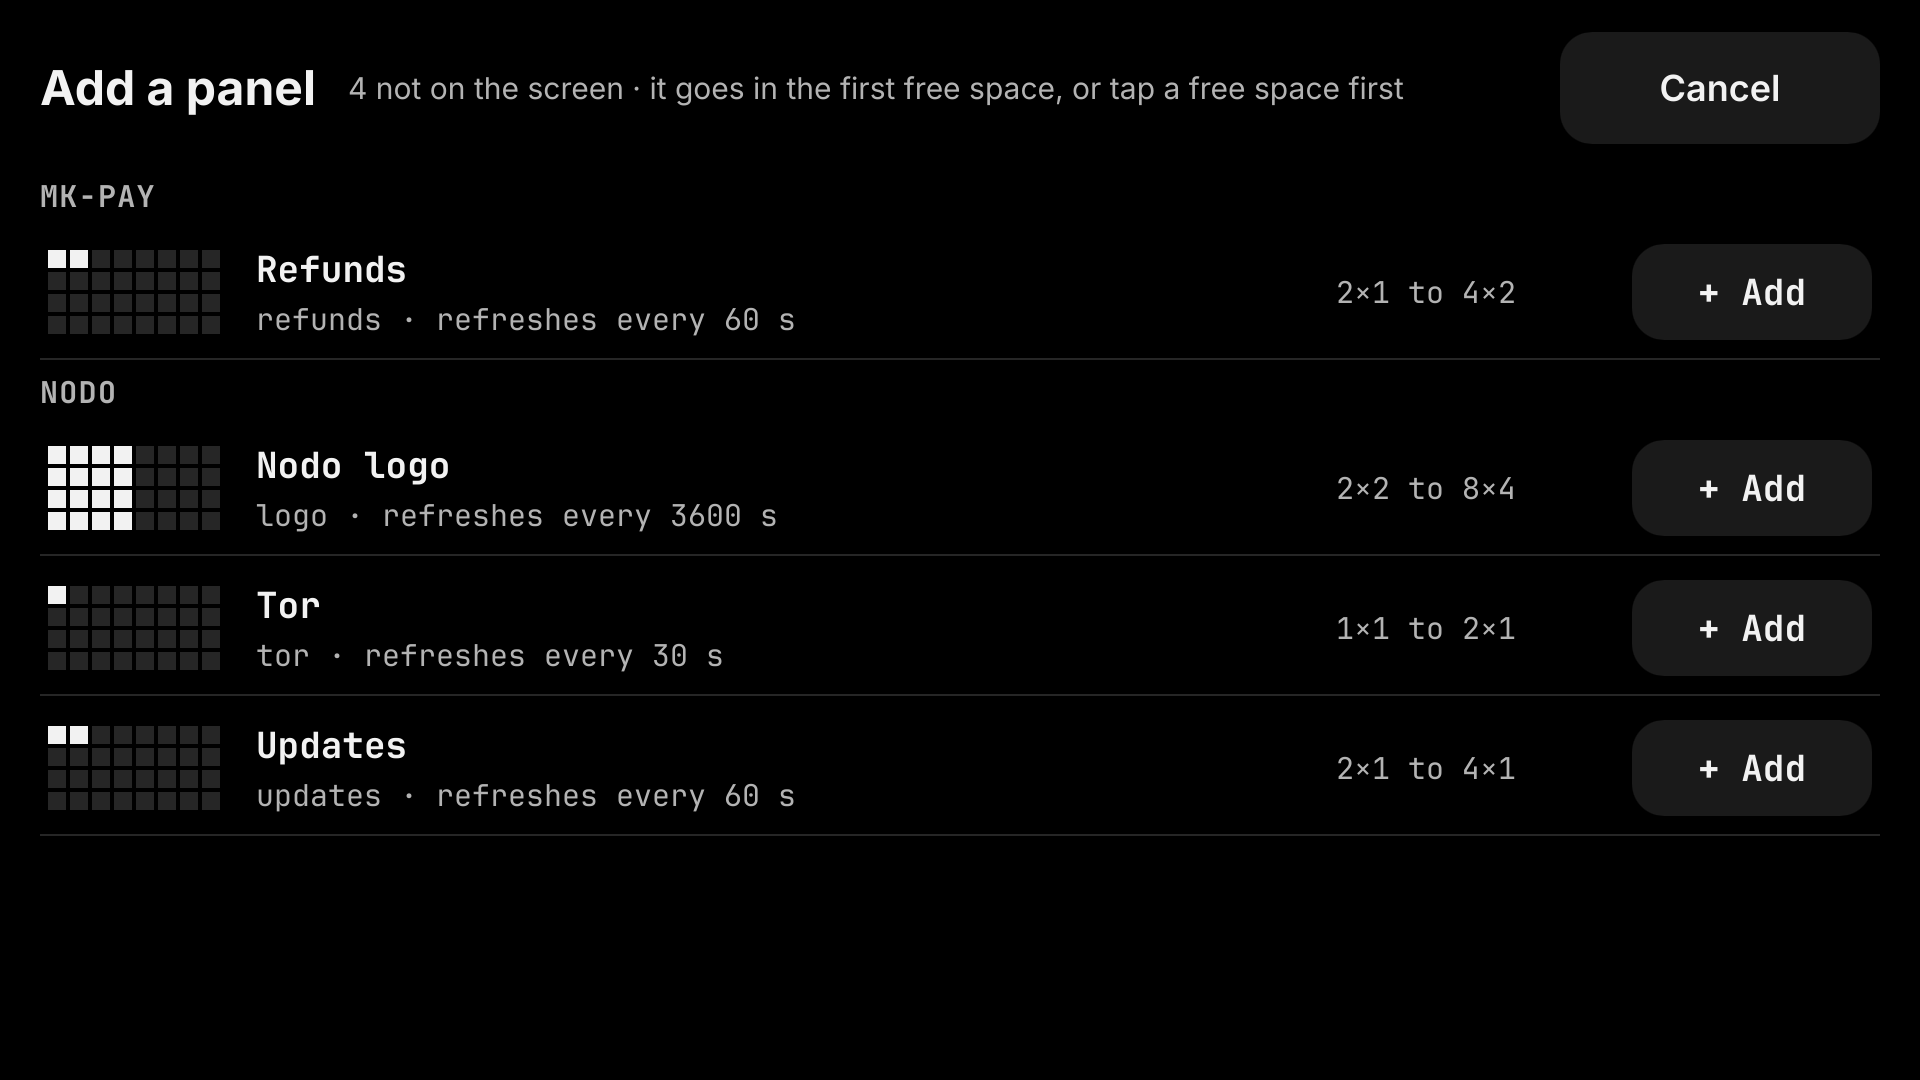 Add a panel
4 not on the screen · it goes in the first free space, or tap a free space first
Cancel
MK-PAY
Refunds
refunds · refreshes every 60 s
2×1 to 4×2
+ Add
NODO
Nodo logo
logo · refreshes every 3600 s
2×2 to 8×4
+ Add
Tor
tor · refreshes every 30 s
1×1 to 2×1
+ Add
Updates
updates · refreshes every 60 s
2×1 to 4×1
+ Add